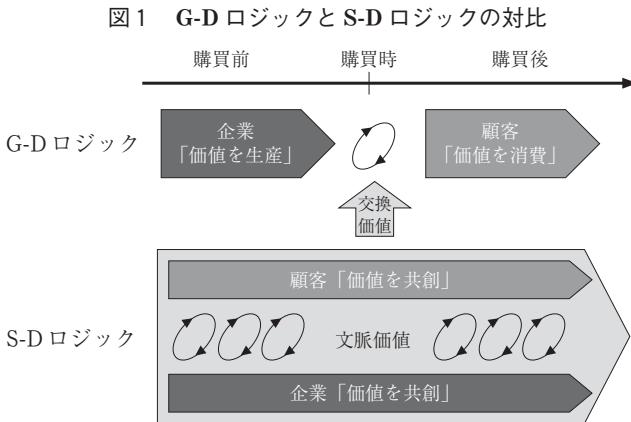 図1 G-D ロジックと S-D ロジックの対比
購買前 購買時 購買後
G-D ロジック
企業
「価値を生産」
顧客
「価値を消費」
交換
価値
S-D ロジック
顧客「価値を共創」
文脈価値
企業「価値を共創」